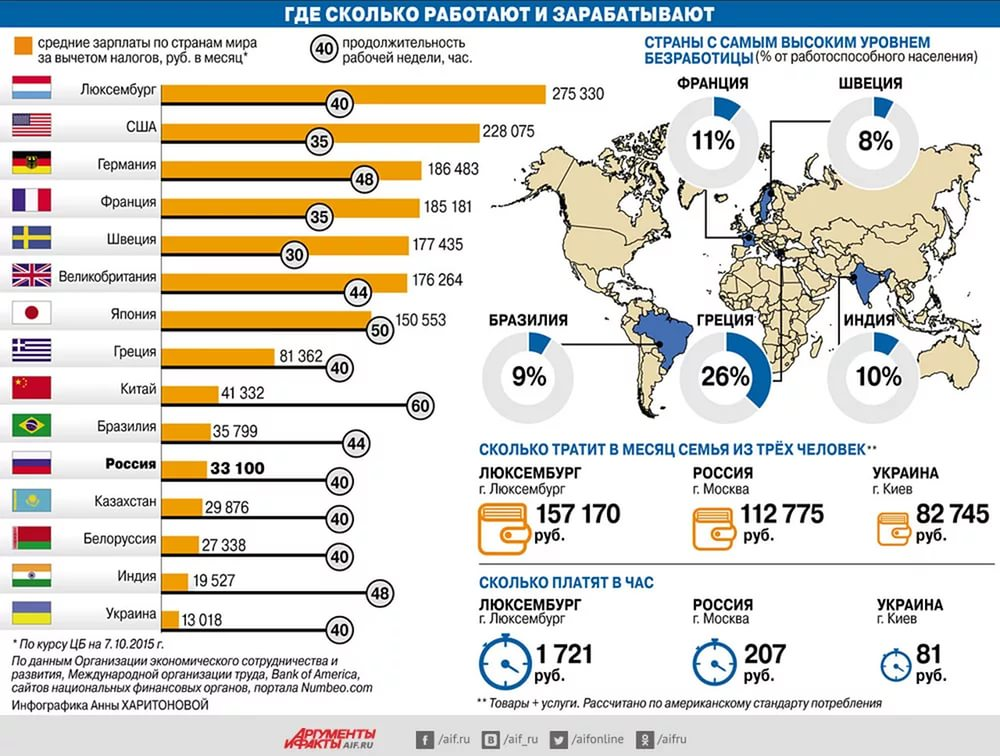 ГДЕ СКОЛЬКО РАБОТАЮТ И ЗАРАБАТЫВАЮТ
средние зарплаты по странам мира
за вычетом налогов, руб. в месяц*
40 продолжительность
рабочей недели, час.
Люксембург 275 330
40
США 228 075
35
Германия 186 483
48
Франция 185 181
35
Швеция 177 435
30
Великобритания 176 264
44
Япония 150 553
50
Греция 81 362
40
Китай 41 332
60
Бразилия 35 799
44
Россия 33 100
40
Казахстан 29 876
40
Белоруссия 27 338
40
Индия 19 527
48
Украина 13 018
40
* По курсу ЦБ на 7.10.2015 г.
По данным Организации экономического сотрудничества и
развития, Международной организации труда, Bank of America,
сайтов национальных финансовых органов, портала Numbeo.com
Инфографика Анны ХАРИТОНОВОЙ
СТРАНЫ С САМЫМ ВЫСОКИМ УРОВНЕМ
БЕЗРАБОТИЦЫ (% от работоспособного населения)
ФРАНЦИЯ
11%
ШВЕЦИЯ
8%
БРАЗИЛИЯ
9%
ГРЕЦИЯ
26%
ИНДИЯ
10%
СКОЛЬКО ТРАТИТ В МЕСЯЦ СЕМЬЯ ИЗ ТРЁХ ЧЕЛОВЕК**
ЛЮКСЕМБУРГ
г. Люксембург
157 170
руб.
РОССИЯ
г. Москва
112 775
руб.
УКРАИНА
г. Киев
82 745
руб.
СКОЛЬКО ПЛАТЯТ В ЧАС
ЛЮКСЕМБУРГ
г. Люксембург
1 721
руб.
РОССИЯ
г. Москва
207
руб.
УКРАИНА
г. Киев
81
руб.
** Товары + услуги. Рассчитано по американскому стандарту потребления
АРГУМЕНТЫ
И ФАКТЫ AIF.RU
/aif.ru
/aif_ru
/aifonline
/aifru